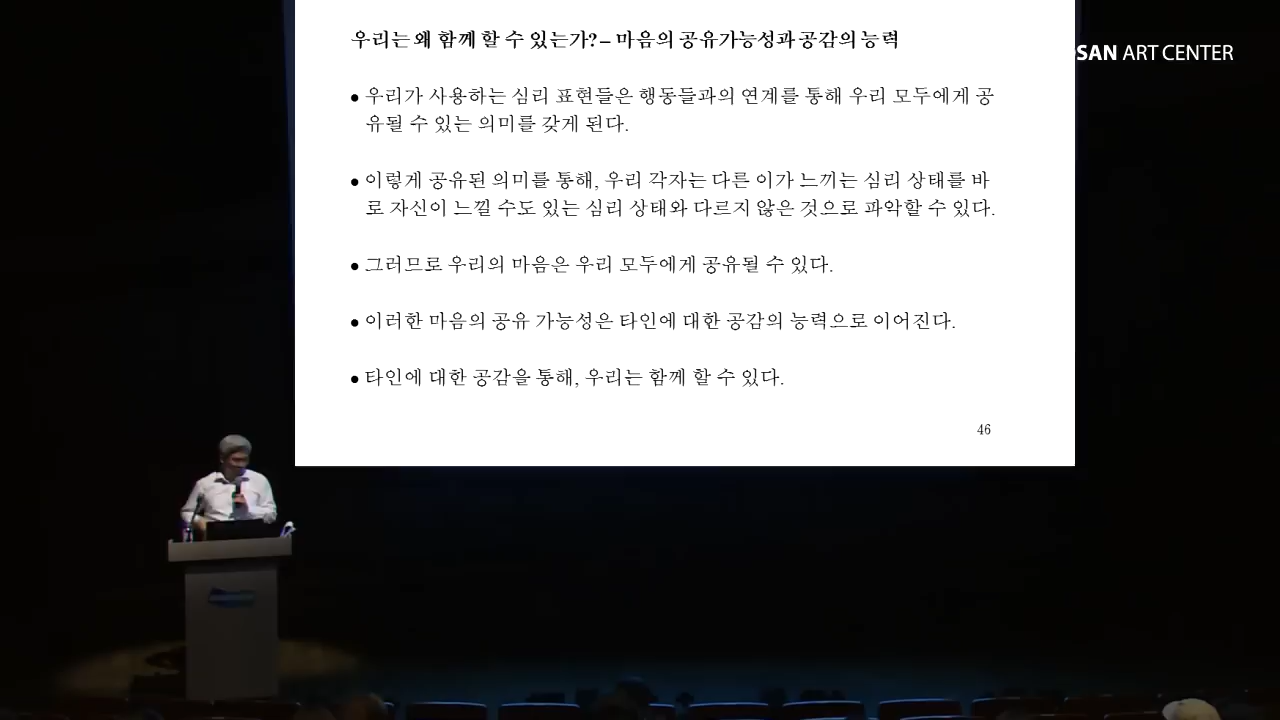 우리는 왜 함께 할 수 있는가? – 마음의 공유가능성과 공감의 능력
SAN ART CENTER
● 우리가 사용하는 심리 표현들은 행동들과의 연계를 통해 우리 모두에게 공
유될 수 있는 의미를 갖게 된다.
● 이렇게 공유된 의미를 통해, 우리 각자는 다른 이가 느끼는 심리 상태를 바
로 자신이 느낄 수도 있는 심리 상태와 다르지 않은 것으로 파악할 수 있다.
● 그러므로 우리의 마음은 우리 모두에게 공유될 수 있다.
● 이러한 마음의 공유 가능성은 타인에 대한 공감의 능력으로 이어진다.
● 타인에 대한 공감을 통해, 우리는 함께 할 수 있다.
46